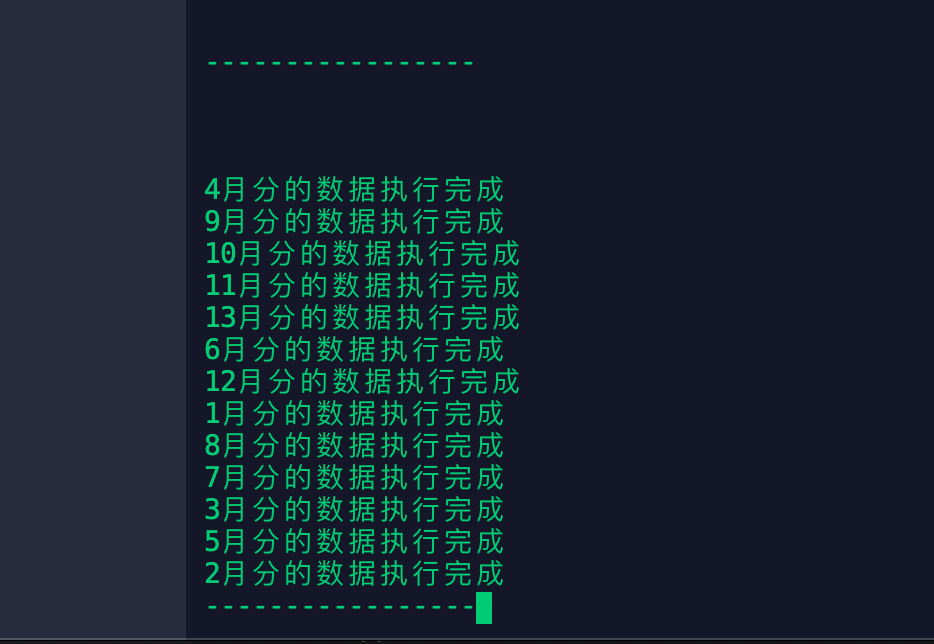 -----------------
4月分的数据执行完成
9月分的数据执行完成
10月分的数据执行完成
11月分的数据执行完成
13月分的数据执行完成
6月分的数据执行完成
12月分的数据执行完成
1月分的数据执行完成
8月分的数据执行完成
7月分的数据执行完成
3月分的数据执行完成
5月分的数据执行完成
2月分的数据执行完成
-----------------